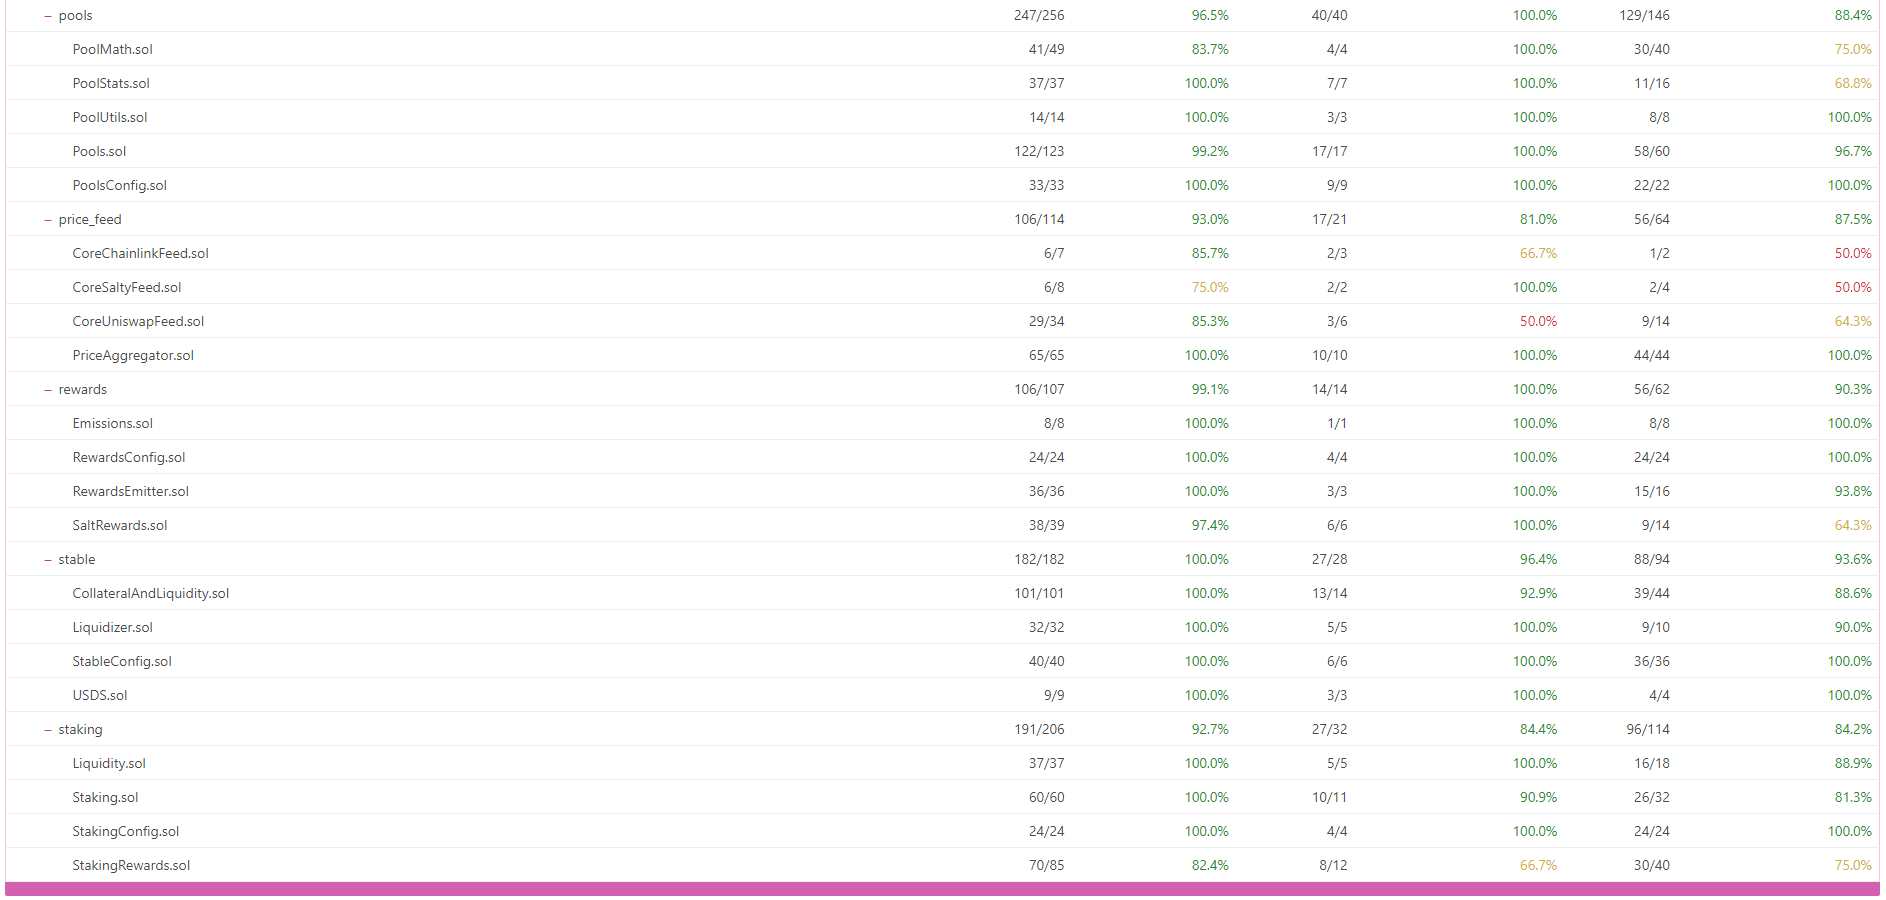 – pools 247/256 96.5% 40/40 100.0% 129/146 88.4%
PoolMath.sol 41/49 83.7% 4/4 100.0% 30/40 75.0%
PoolStats.sol 37/37 100.0% 7/7 100.0% 11/16 68.8%
PoolUtils.sol 14/14 100.0% 3/3 100.0% 8/8 100.0%
Pools.sol 122/123 99.2% 17/17 100.0% 58/60 96.7%
PoolsConfig.sol 33/33 100.0% 9/9 100.0% 22/22 100.0%
– price_feed 106/114 93.0% 17/21 81.0% 56/64 87.5%
CoreChainlinkFeed.sol 6/7 85.7% 2/3 66.7% 1/2 50.0%
CoreSaltyFeed.sol 6/8 75.0% 2/2 100.0% 2/4 50.0%
CoreUniswapFeed.sol 29/34 85.3% 3/6 50.0% 9/14 64.3%
PriceAggregator.sol 65/65 100.0% 10/10 100.0% 44/44 100.0%
– rewards 106/107 99.1% 14/14 100.0% 56/62 90.3%
Emissions.sol 8/8 100.0% 1/1 100.0% 8/8 100.0%
RewardsConfig.sol 24/24 100.0% 4/4 100.0% 24/24 100.0%
RewardsEmitter.sol 36/36 100.0% 3/3 100.0% 15/16 93.8%
SaltRewards.sol 38/39 97.4% 6/6 100.0% 9/14 64.3%
– stable 182/182 100.0% 27/28 96.4% 88/94 93.6%
CollateralAndLiquidity.sol 101/101 100.0% 13/14 92.9% 39/44 88.6%
Liquidizer.sol 32/32 100.0% 5/5 100.0% 9/10 90.0%
StableConfig.sol 40/40 100.0% 6/6 100.0% 36/36 100.0%
USDS.sol 9/9 100.0% 3/3 100.0% 4/4 100.0%
– staking 191/206 92.7% 27/32 84.4% 96/114 84.2%
Liquidity.sol 37/37 100.0% 5/5 100.0% 16/18 88.9%
Staking.sol 60/60 100.0% 10/11 90.9% 26/32 81.3%
StakingConfig.sol 24/24 100.0% 4/4 100.0% 24/24 100.0%
StakingRewards.sol 70/85 82.4% 8/12 66.7% 30/40 75.0%